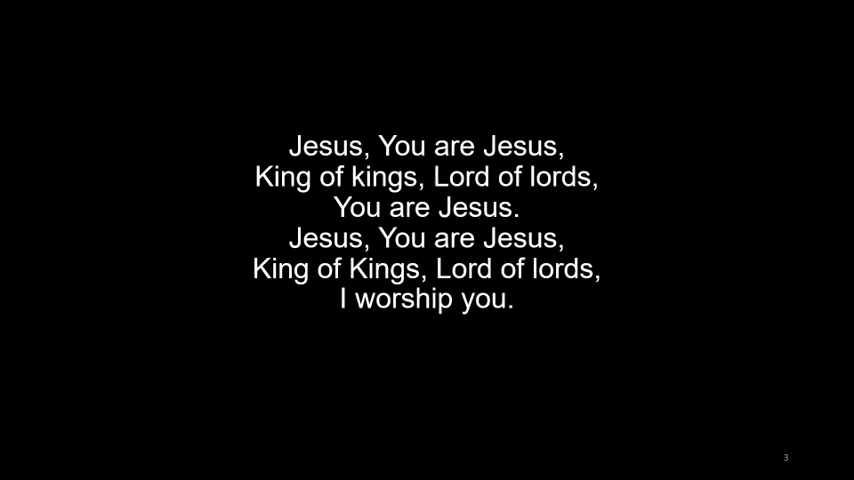 Jesus, You are Jesus,
King of kings, Lord of lords,
You are Jesus.
Jesus, You are Jesus,
King of Kings, Lord of lords,
I worship you.
3